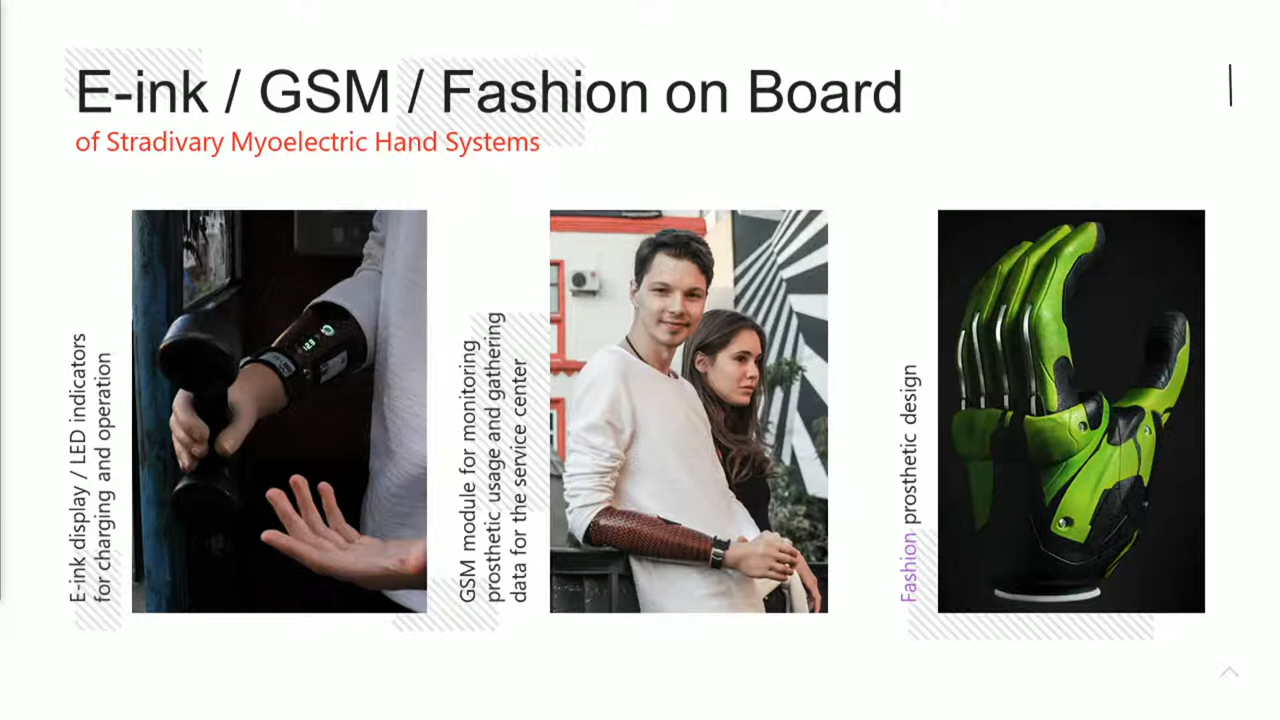 E-ink / GSM / Fashion on Board
of Stradivary Myoelectric Hand Systems
E-ink display / LED indicators
for charging and operation
GSM module for monitoring
prosthetic usage and gathering
data for the service center
Fashion prosthetic design